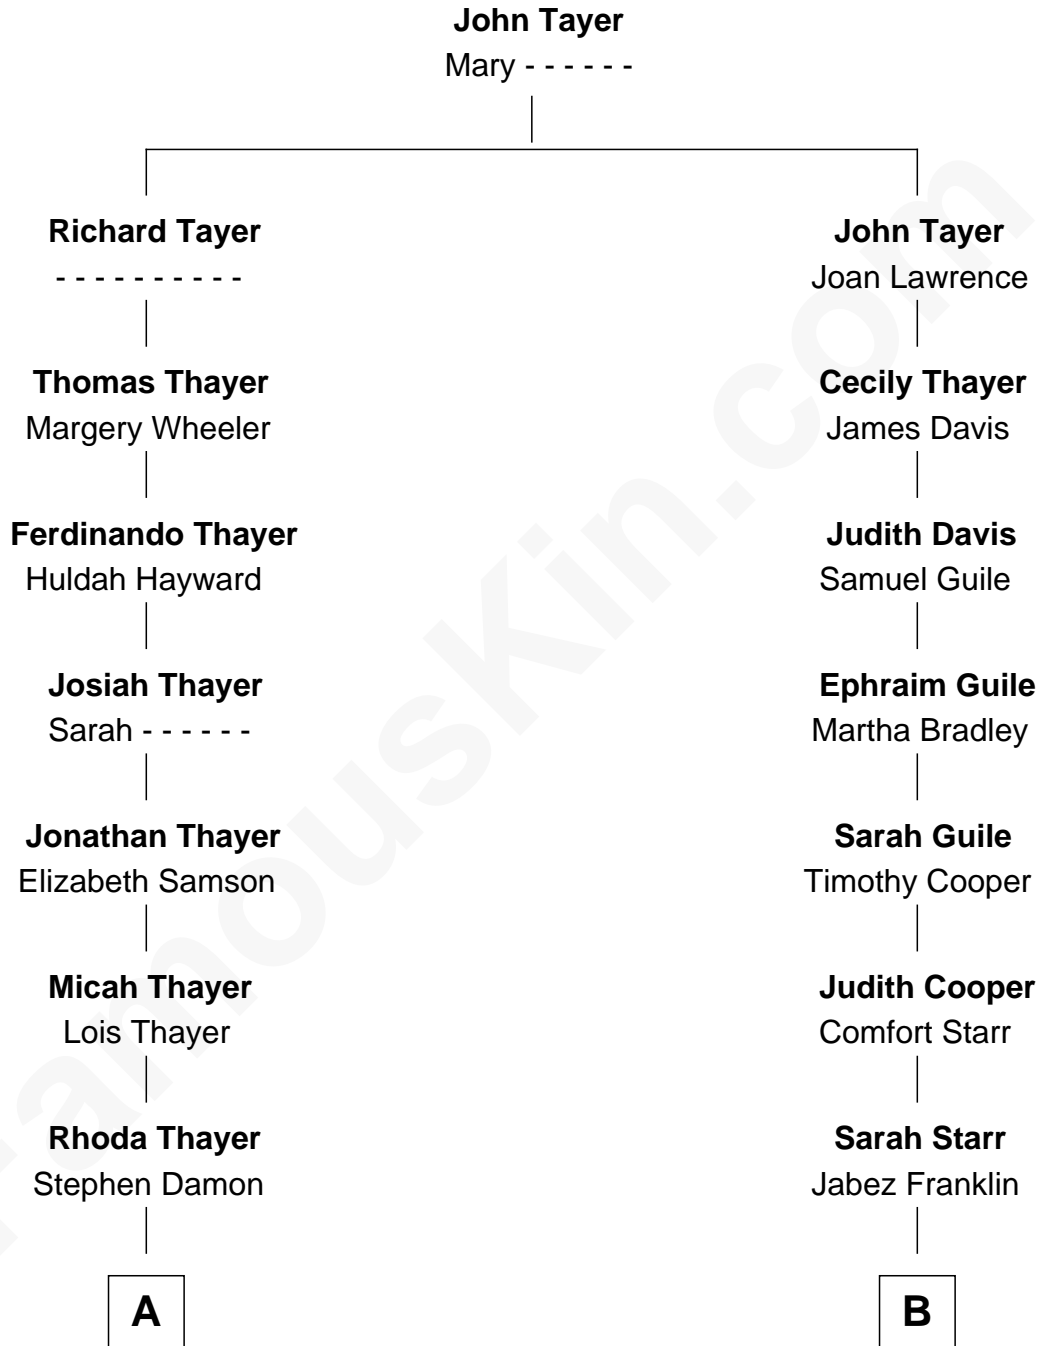 John Tayer
Mary - - - - - -
Richard Tayer
- - - - - - - - - -
John Tayer
Joan Lawrence
Thomas Thayer
Margery Wheeler
Cecily Thayer
James Davis
Ferdinando Thayer
Huldah Hayward
Judith Davis
Samuel Guile
Josiah Thayer
Sarah - - - - - -
Ephraim Guile
Martha Bradley
Jonathan Thayer
Elizabeth Samson
Sarah Guile
Timothy Cooper
Micah Thayer
Lois Thayer
Judith Cooper
Comfort Starr
Rhoda Thayer
Stephen Damon
Sarah Starr
Jabez Franklin
A
B
FamousKin.com